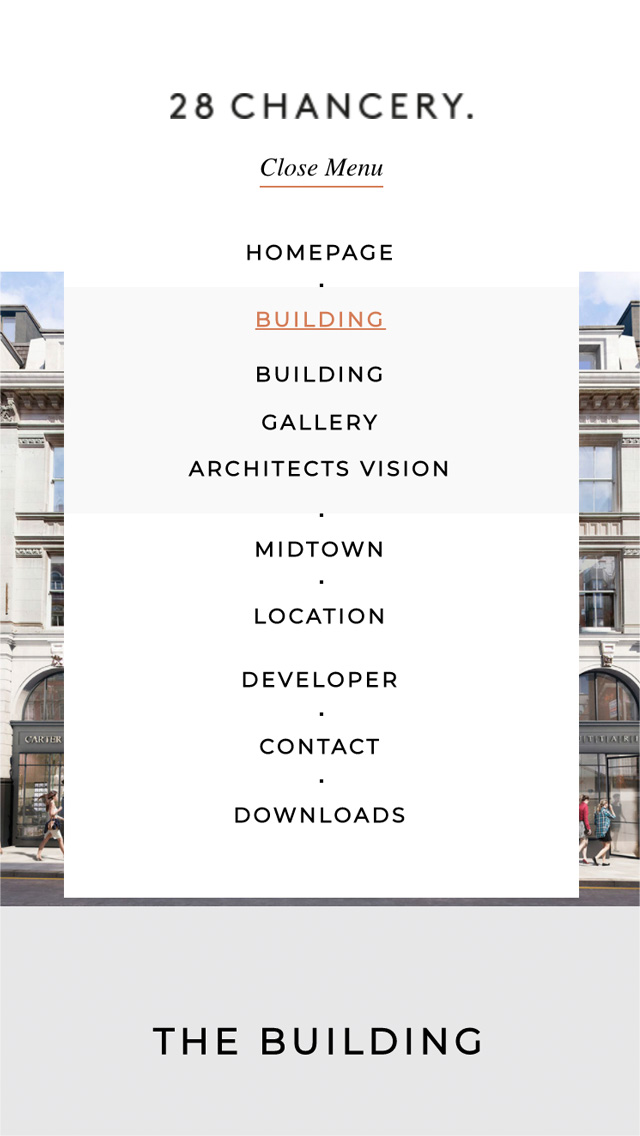 28 CHANCERY.
Close Menu
HOMEPAGE
BUILDING
BUILDING
GALLERY
ARCHITECTS VISION
MIDTOWN
LOCATION
DEVELOPER
CARTER
CONTACT
DOWNLOADS
THE BUILDING